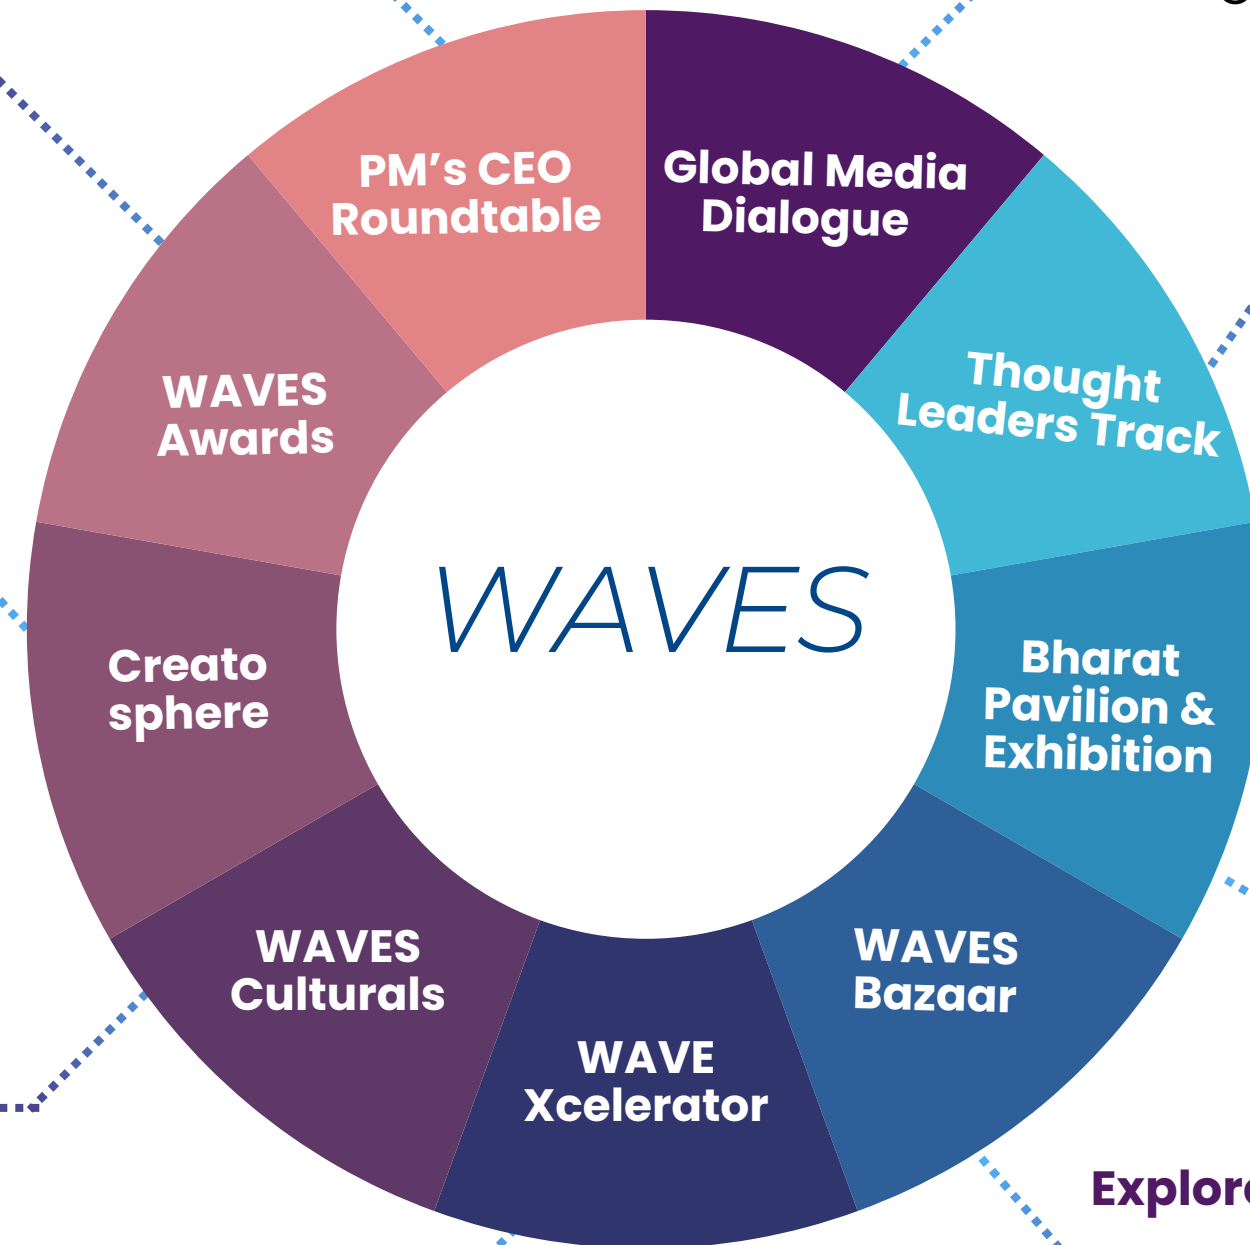 PM’s CEO
Roundtable
Global Media
Dialogue
Thought
Leaders Track
WAVES
Awards
WAVES
Creato
sphere
Bharat
Pavilion &
Exhibition
WAVES
Culturals
WAVES
Bazaar
WAVE
Xcelerator